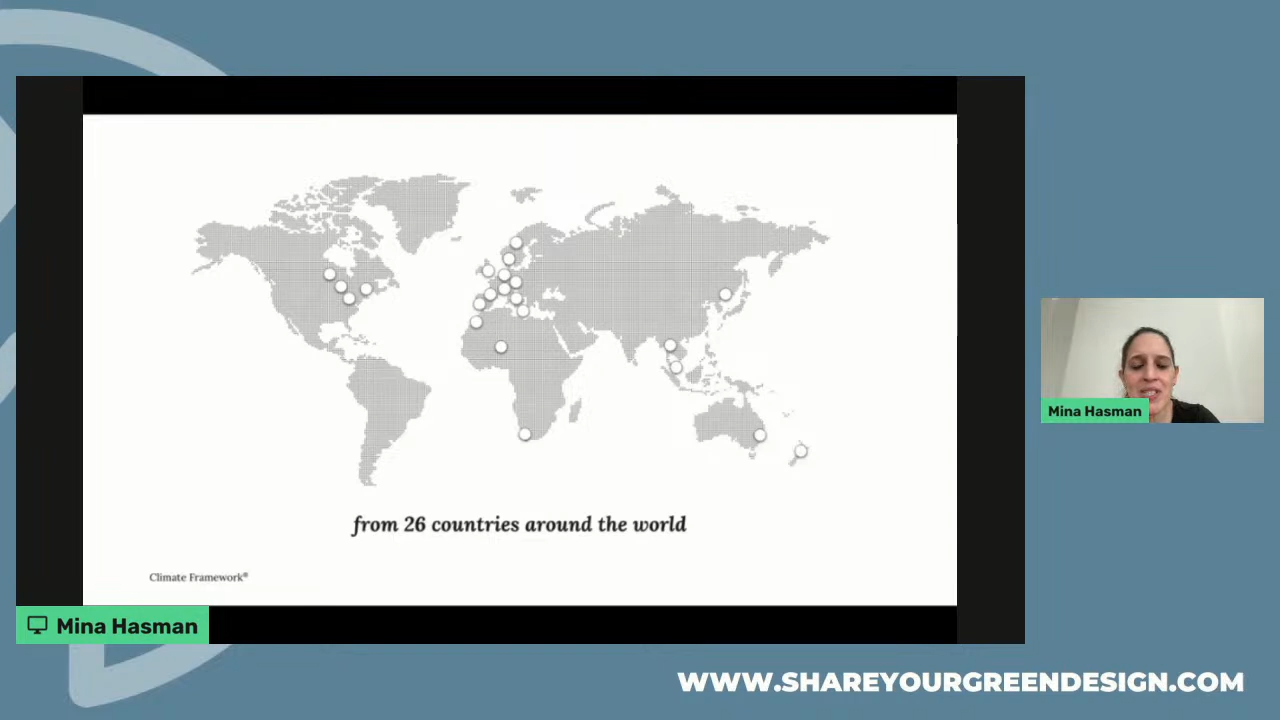 from 26 countries around the world
Climate Framework®
Mina Hasman
Mina Hasman
WWW.SHAREYOURGREENDESIGN.COM